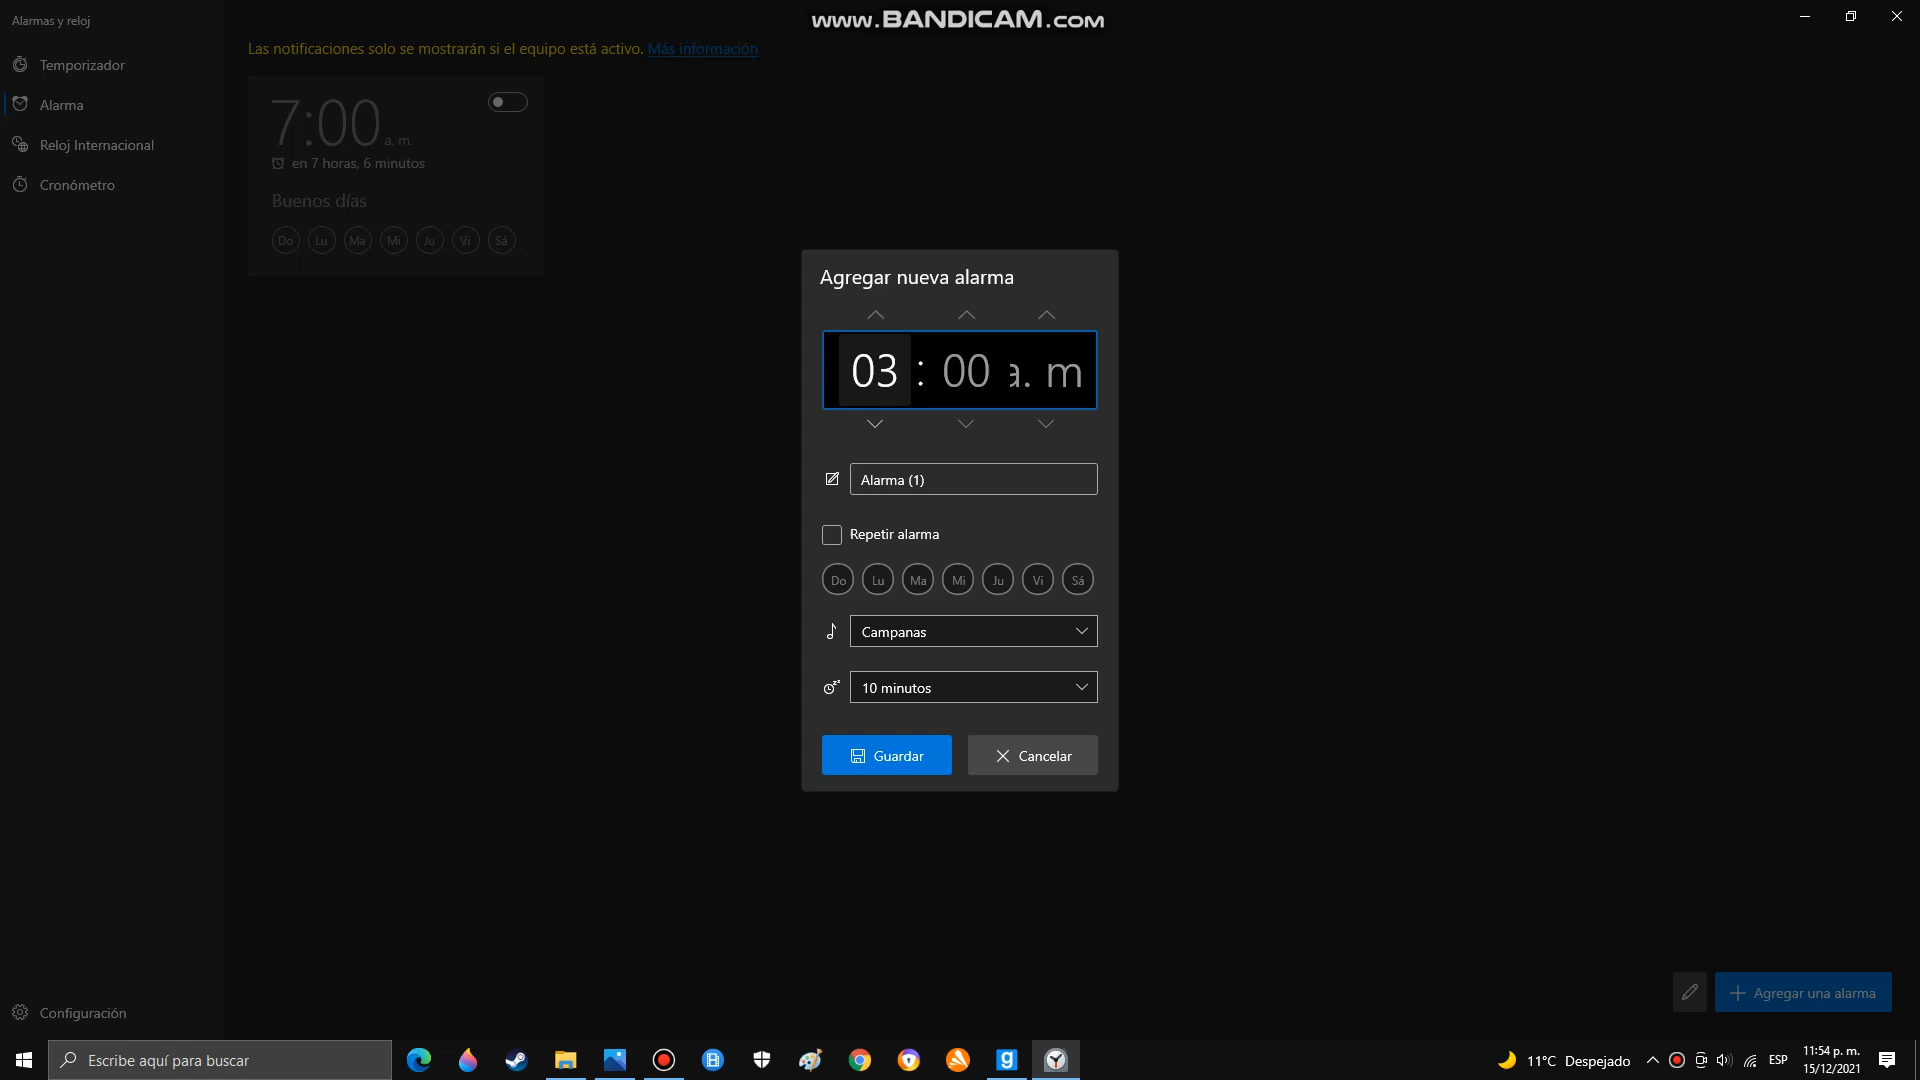 Alarmas y reloj
www.BANDICAM.com
Las notificaciones solo se mostrarán si el equipo está activo. Más información
Temporizador
Alarma
Reloj Internacional
Cronómetro
7:00 a. m.
en 7 horas, 6 minutos
Buenos días
Do Lu Ma Mi Ju Vi Sá
Agregar nueva alarma
03 : 00 a. m
Alarma (1)
Repetir alarma
Do Lu Ma Mi Ju Vi Sá
Campanas
10 minutos
Guardar
Cancelar
Agregar una alarma
Configuración
Escribe aquí para buscar
11°C Despejado
ESP
11:54 p. m.
15/12/2021